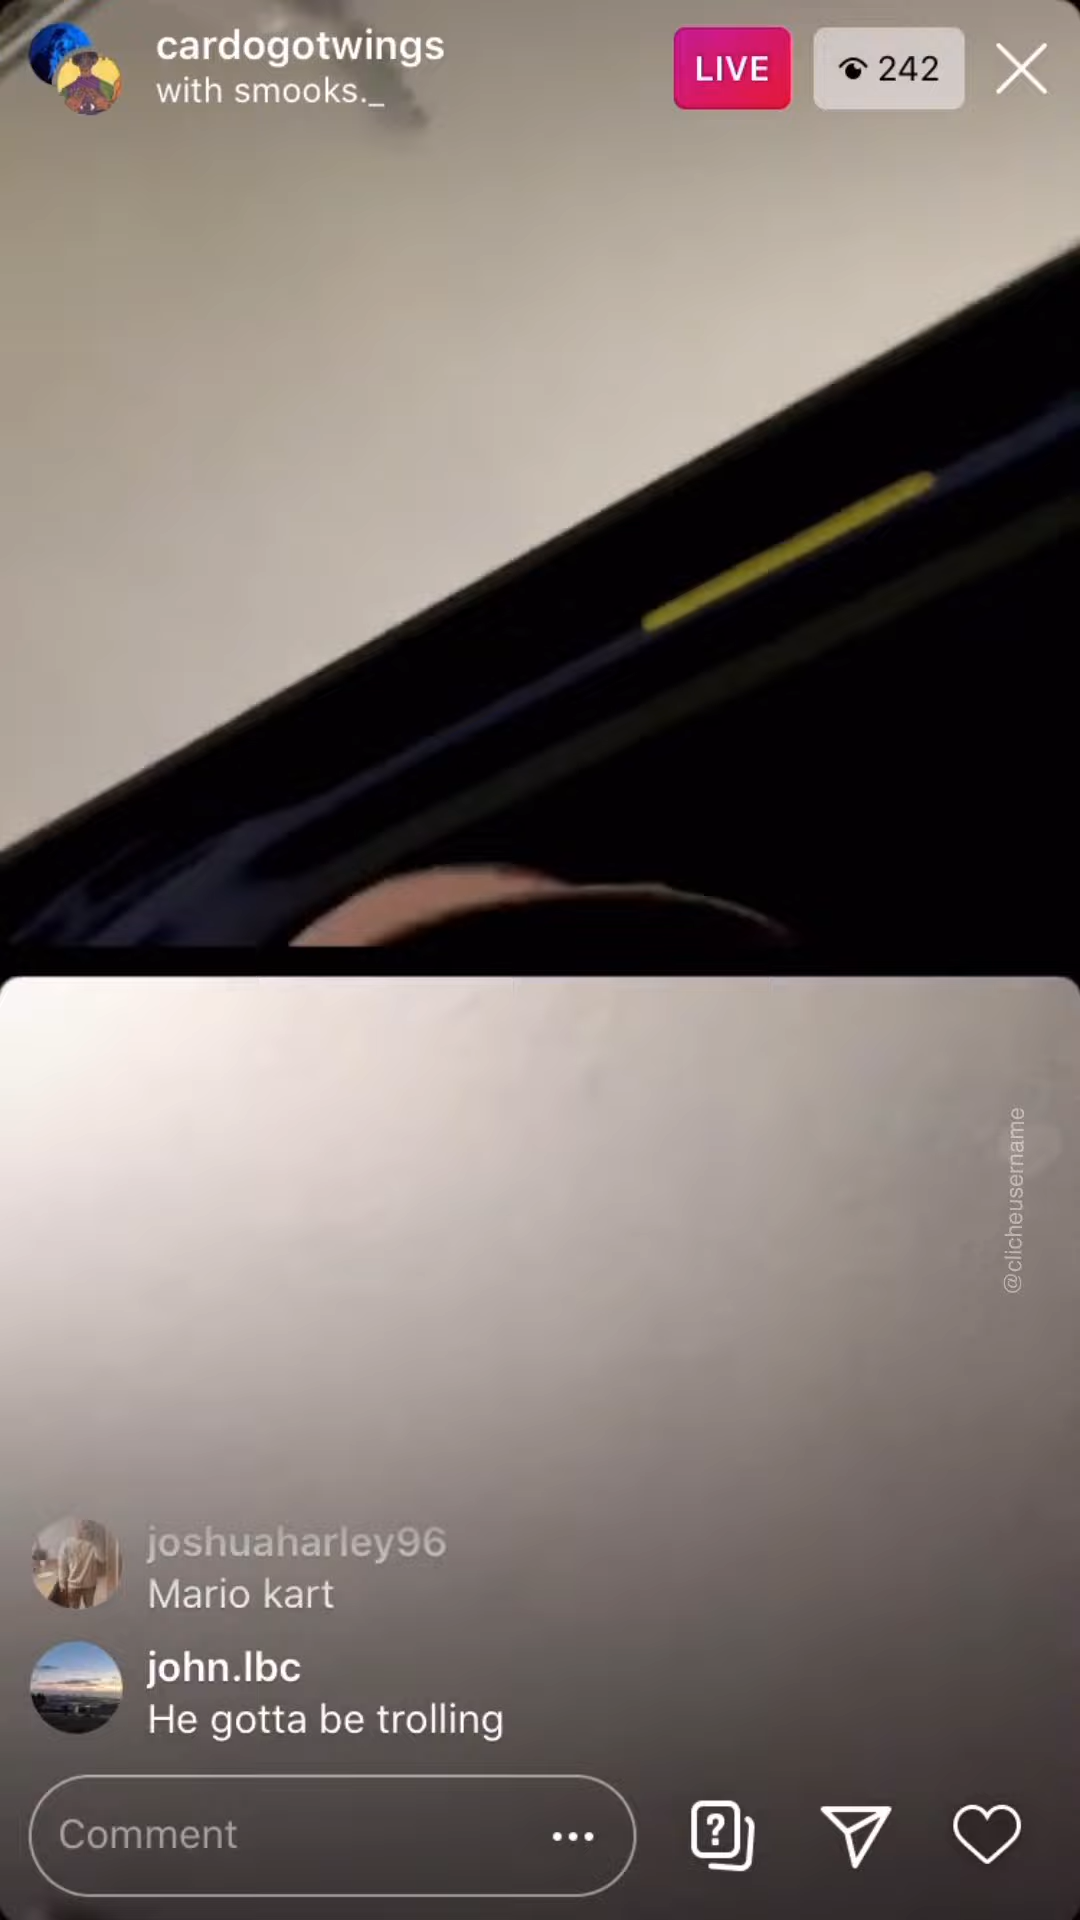 cardogotwings
with smooks._
LIVE
242
@clicheusername
joshuaharley96
Mario kart
john.lbc
He gotta be trolling
Comment